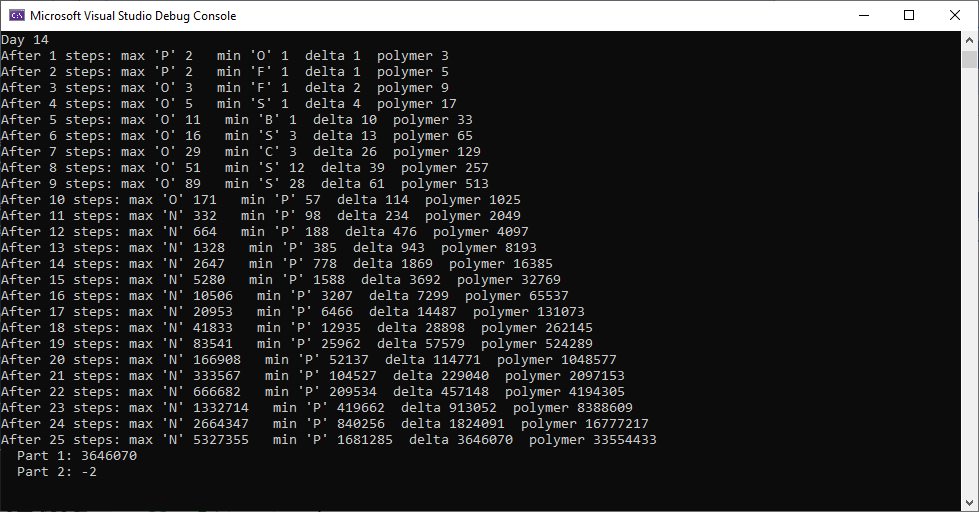 Microsoft Visual Studio Debug Console
Day 14
After 1 steps: max 'P' 2   min 'O' 1  delta 1  polymer 3
After 2 steps: max 'P' 2   min 'F' 1  delta 1  polymer 5
After 3 steps: max 'O' 3   min 'F' 1  delta 2  polymer 9
After 4 steps: max 'O' 5   min 'S' 1  delta 4  polymer 17
After 5 steps: max 'O' 11   min 'B' 1  delta 10  polymer 33
After 6 steps: max 'O' 16   min 'S' 3  delta 13  polymer 65
After 7 steps: max 'O' 29   min 'C' 3  delta 26  polymer 129
After 8 steps: max 'O' 51   min 'S' 12  delta 39  polymer 257
After 9 steps: max 'O' 89   min 'S' 28  delta 61  polymer 513
After 10 steps: max 'O' 171   min 'P' 57  delta 114  polymer 1025
After 11 steps: max 'N' 332   min 'P' 98  delta 234  polymer 2049
After 12 steps: max 'N' 664   min 'P' 188  delta 476  polymer 4097
After 13 steps: max 'N' 1328   min 'P' 385  delta 943  polymer 8193
After 14 steps: max 'N' 2647   min 'P' 778  delta 1869  polymer 16385
After 15 steps: max 'N' 5280   min 'P' 1588  delta 3692  polymer 32769
After 16 steps: max 'N' 10506   min 'P' 3207  delta 7299  polymer 65537
After 17 steps: max 'N' 20953   min 'P' 6466  delta 14487  polymer 131073
After 18 steps: max 'N' 41833   min 'P' 12935  delta 28898  polymer 262145
After 19 steps: max 'N' 83541   min 'P' 25962  delta 57579  polymer 524289
After 20 steps: max 'N' 166908   min 'P' 52137  delta 114771  polymer 1048577
After 21 steps: max 'N' 333567   min 'P' 104527  delta 229040  polymer 2097153
After 22 steps: max 'N' 666682   min 'P' 209534  delta 457148  polymer 4194305
After 23 steps: max 'N' 1332714   min 'P' 419662  delta 913052  polymer 8388609
After 24 steps: max 'N' 2664347   min 'P' 840256  delta 1824091  polymer 16777217
After 25 steps: max 'N' 5327355   min 'P' 1681285  delta 3646070  polymer 33554433
  Part 1: 3646070
  Part 2: -2